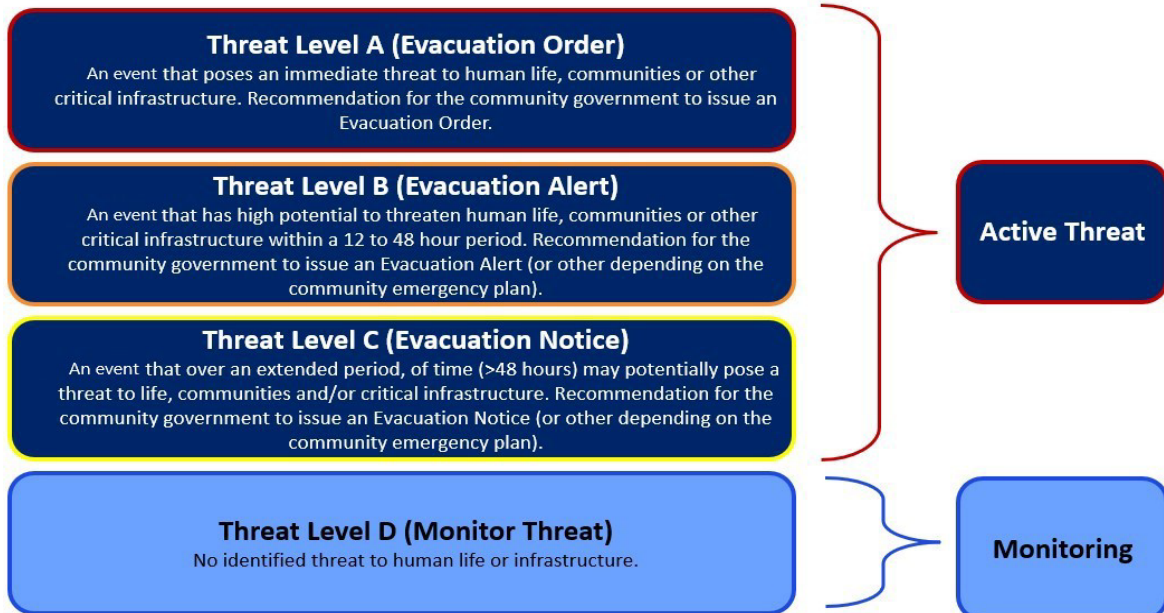 Threat Level A (Evacuation Order)
An event that poses an immediate threat to human life, communities or other
critical infrastructure. Recommendation for the community government to issue an
Evacuation Order.
Threat Level B (Evacuation Alert)
An event that has high potential to threaten human life, communities or other
critical infrastructure within a 12 to 48 hour period. Recommendation for the
community government to issue an Evacuation Alert (or other depending on the
community emergency plan).
Threat Level C (Evacuation Notice)
An event that over an extended period, of time (>48 hours) may potentially pose a
threat to life, communities and/or critical infrastructure. Recommendation for the
community government to issue an Evacuation Notice (or other depending on the
community emergency plan).
Active Threat
Threat Level D (Monitor Threat)
No identified threat to human life or infrastructure.
Monitoring